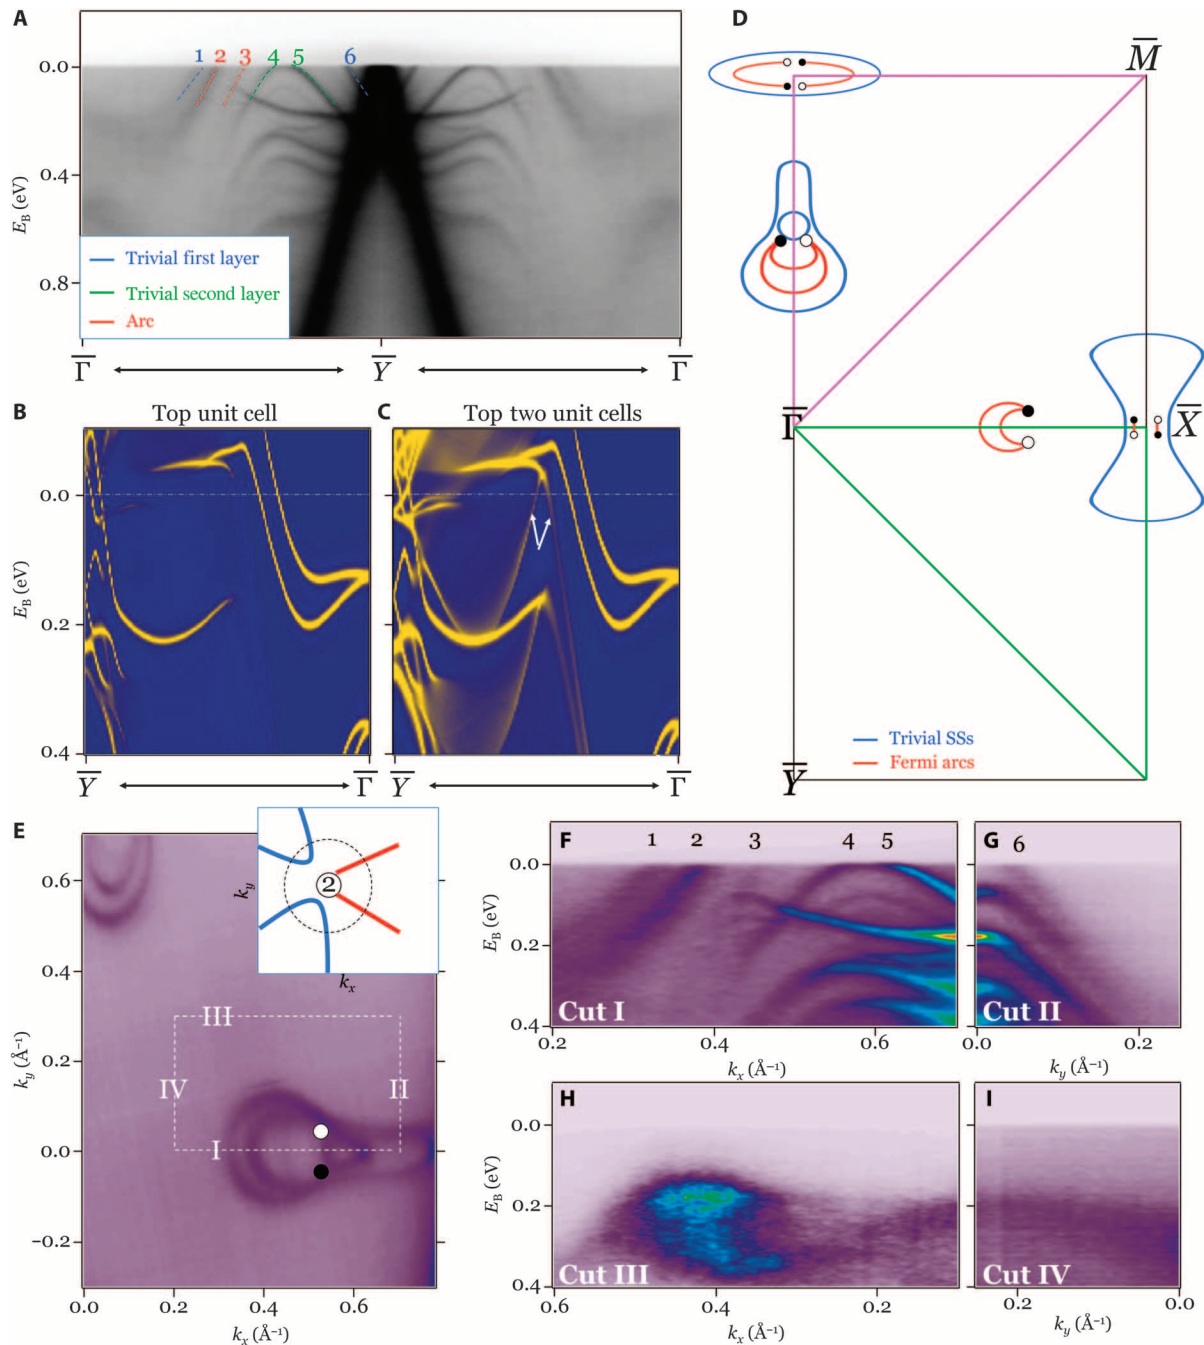 A
1 2 3 4 5 6
0.0
0.4
0.8
E_B (eV)
Trivial first layer
Trivial second layer
Arc
Γ̅ Y̅ Γ̅
B Top unit cell
C Top two unit cells
0.0
0.2
0.4
E_B (eV)
Y̅ Γ̅
Y̅ Γ̅
D
M̅
Γ̅
X̅
Y̅
Trivial SSs
Fermi arcs
E
2
k_y
k_x
0.6
0.4
0.2
0.0
−0.2
k_y (Å⁻¹)
III
IV
II
I
0.0 0.2 0.4 0.6
k_x (Å⁻¹)
F
1 2 3 4 5
0.0
0.2
0.4
E_B (eV)
Cut I
0.2 0.4
k_x (Å⁻¹)
G 6
Cut II
0.0 0.2
k_y (Å⁻¹)
H
0.0
0.2
0.4
E_B (eV)
Cut III
0.6 0.4 0.2
k_x (Å⁻¹)
I
Cut IV
0.2 0.0
k_y (Å⁻¹)